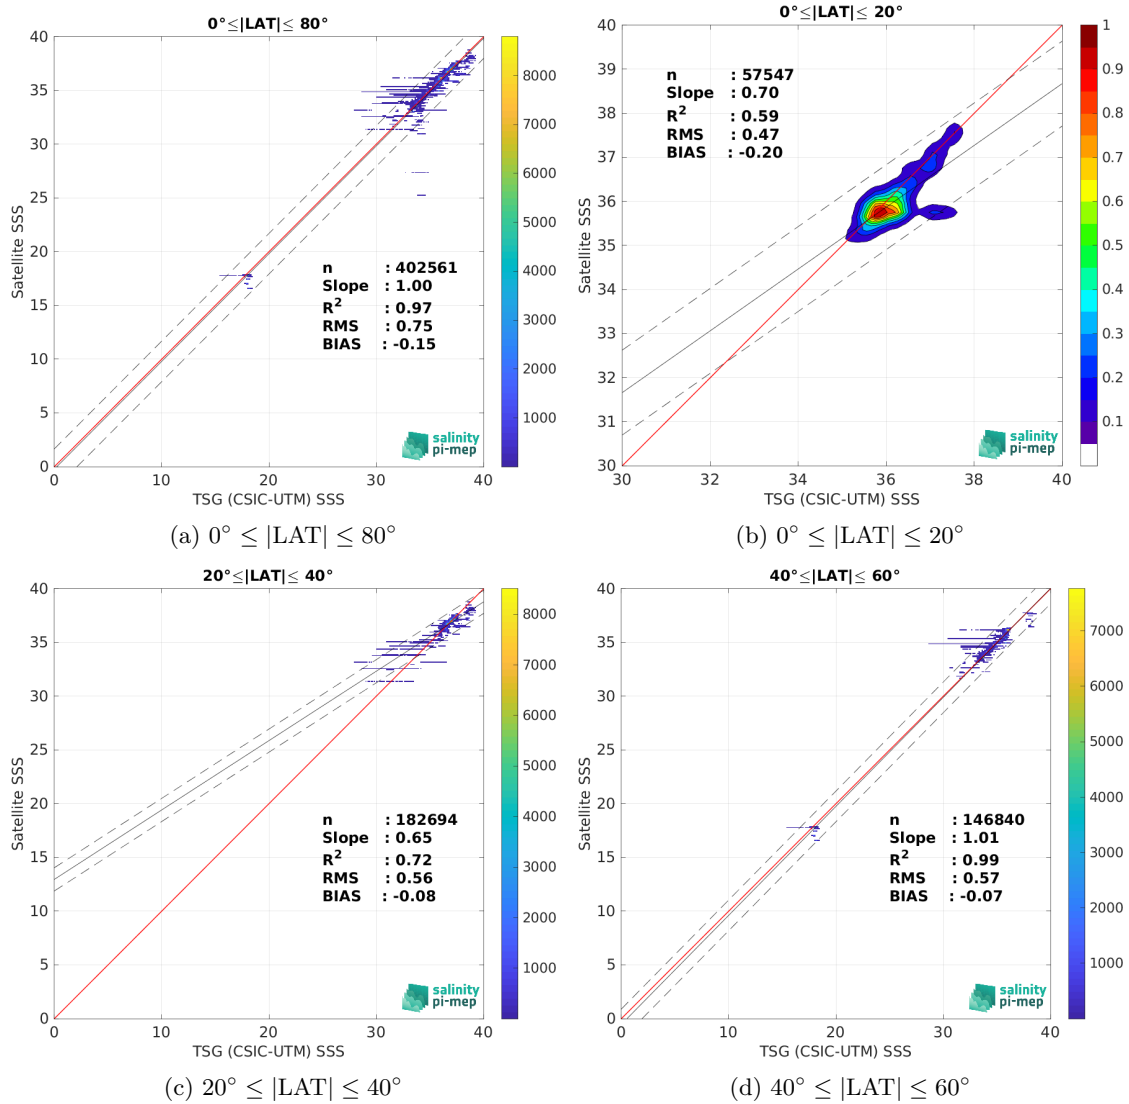 0°≤|LAT|≤ 80°
40
35
30
25
20
15
10
5
0
Satellite SSS
n : 402561
Slope : 1.00
R² : 0.97
RMS : 0.75
BIAS : -0.15
salinity
pi-mep
0 10 20 30 40
TSG (CSIC-UTM) SSS
8000
7000
6000
5000
4000
3000
2000
1000
(a) 0° ≤ |LAT| ≤ 80°
0°≤|LAT|≤ 20°
40
39
38
37
36
35
34
33
32
31
30
Satellite SSS
n : 57547
Slope : 0.70
R² : 0.59
RMS : 0.47
BIAS : -0.20
salinity
pi-mep
30 32 34 36 38 40
TSG (CSIC-UTM) SSS
1
0.9
0.8
0.7
0.6
0.5
0.4
0.3
0.2
0.1
(b) 0° ≤ |LAT| ≤ 20°
20°≤|LAT|≤ 40°
40
35
30
25
20
15
10
5
0
Satellite SSS
n : 182694
Slope : 0.65
R² : 0.72
RMS : 0.56
BIAS : -0.08
salinity
pi-mep
0 10 20 30 40
TSG (CSIC-UTM) SSS
8000
7000
6000
5000
4000
3000
2000
1000
(c) 20° ≤ |LAT| ≤ 40°
40°≤|LAT|≤ 60°
40
35
30
25
20
15
10
5
0
Satellite SSS
n : 146840
Slope : 1.01
R² : 0.99
RMS : 0.57
BIAS : -0.07
salinity
pi-mep
0 10 20 30 40
TSG (CSIC-UTM) SSS
7000
6000
5000
4000
3000
2000
1000
(d) 40° ≤ |LAT| ≤ 60°